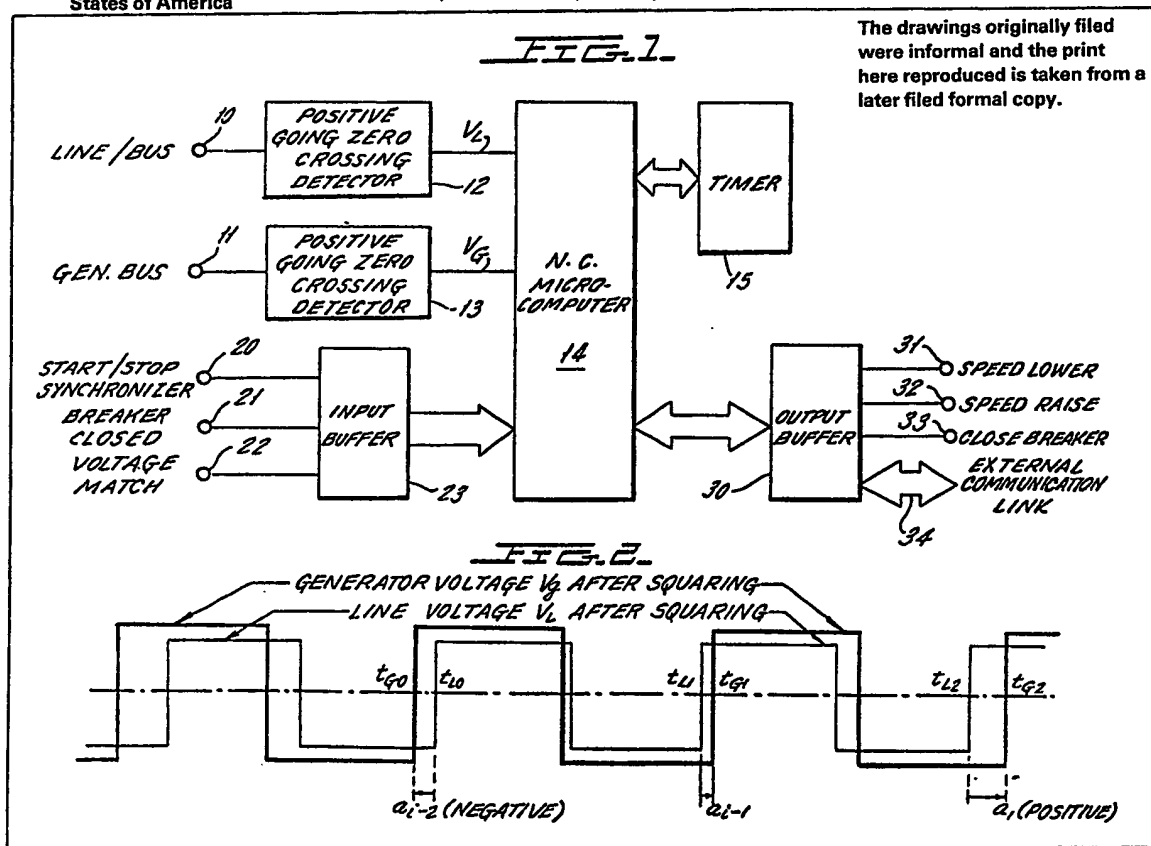 States of America
The drawings originally filed
were informal and the print
here reproduced is taken from a
later filed formal copy.
FIG.1.
LINE/BUS
10
POSITIVE
GOING ZERO
CROSSING
DETECTOR
12
VL,
GEN. BUS
11
POSITIVE
GOING ZERO
CROSSING
DETECTOR
13
VG,
N.C.
MICRO-
COMPUTER
14
TIMER
15
START/STOP
SYNCHRONIZER
20
BREAKER
CLOSED
21
VOLTAGE
MATCH
22
INPUT
BUFFER
23
OUTPUT
BUFFER
30
31
SPEED LOWER
32
SPEED RAISE
33
CLOSE BREAKER
EXTERNAL
COMMUNICATION
LINK
34
FIG.2.
GENERATOR VOLTAGE Vg AFTER SQUARING
LINE VOLTAGE VL AFTER SQUARING
tG0 tL0 tL1 tG1 tL2 tG2
ai-2 (NEGATIVE) ai-1 a1 (POSITIVE)